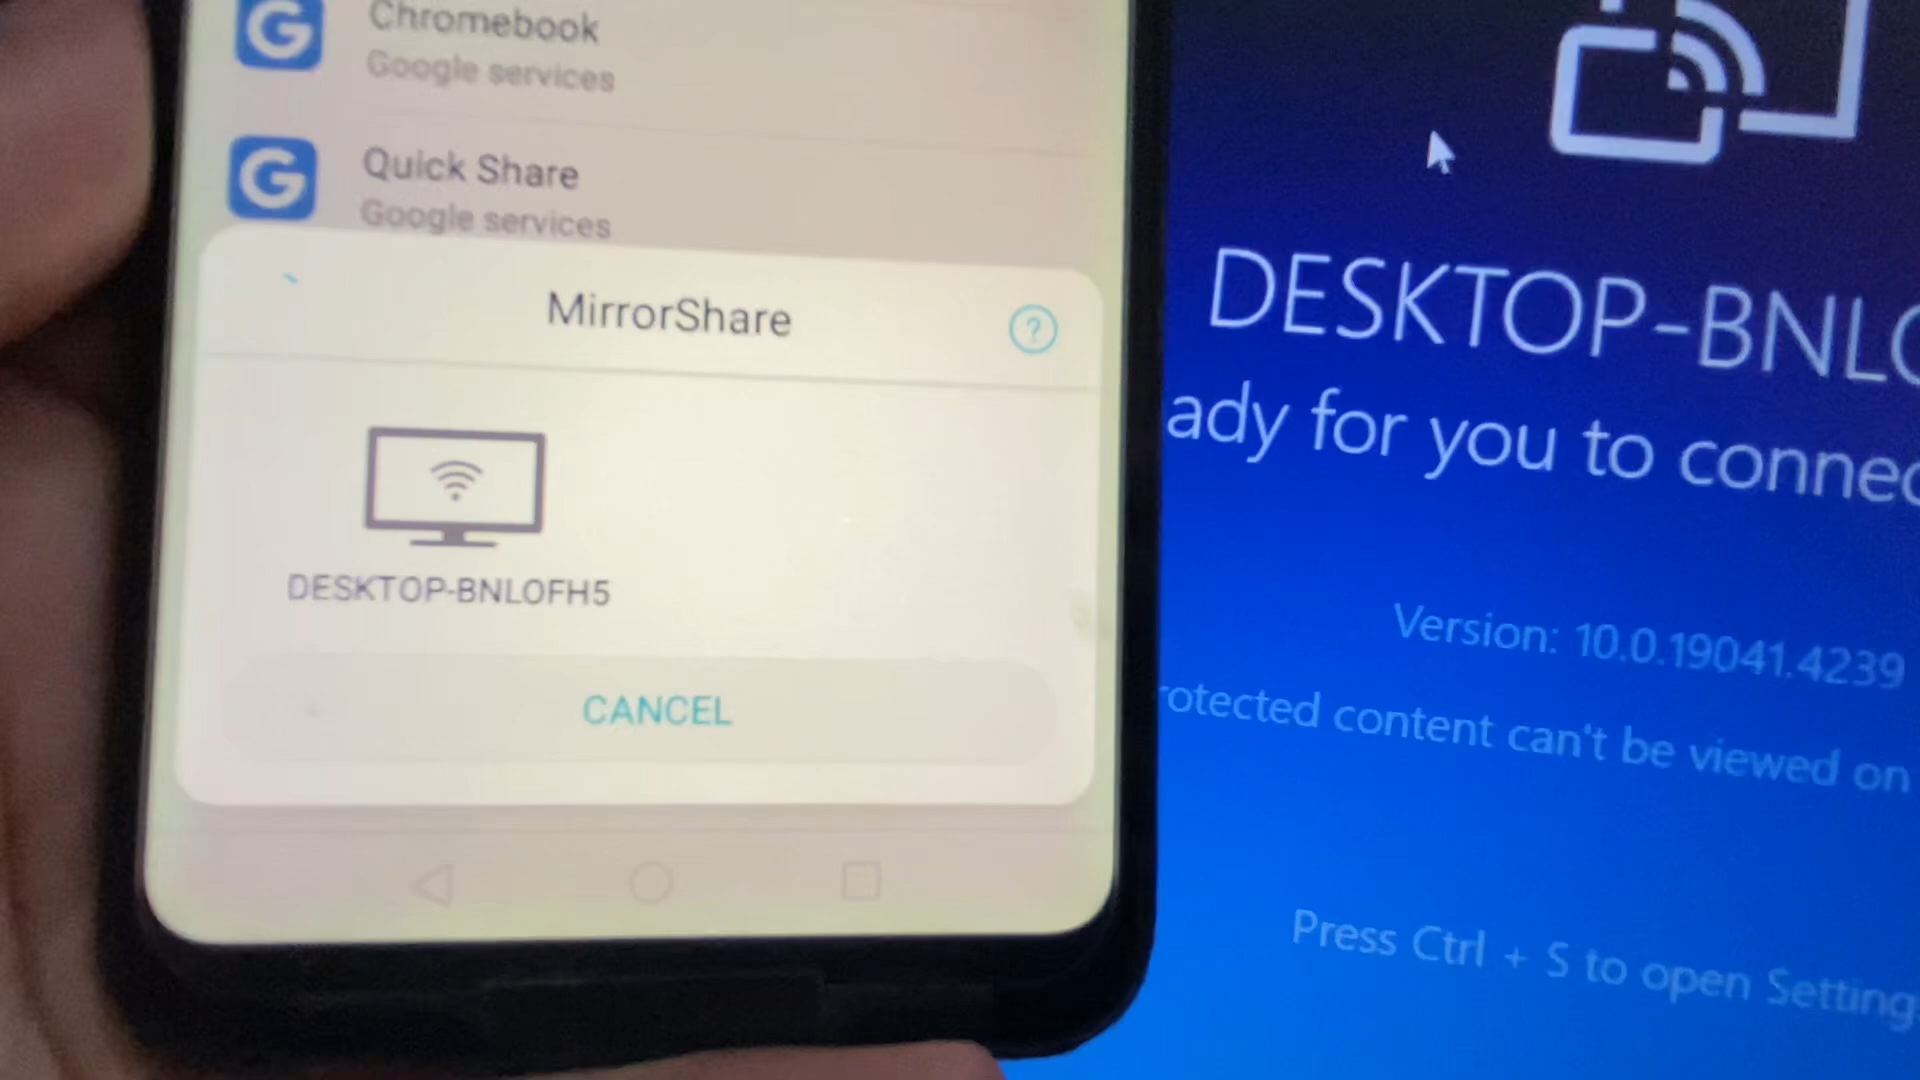 Chromebook
Google services
Quick Share
Google services
MirrorShare
?
DESKTOP-BNLOFH5
CANCEL
DESKTOP-BNLO
ady for you to connec
Version: 10.0.19041.4239
rotected content can't be viewed on
Press Ctrl + S to open Setting